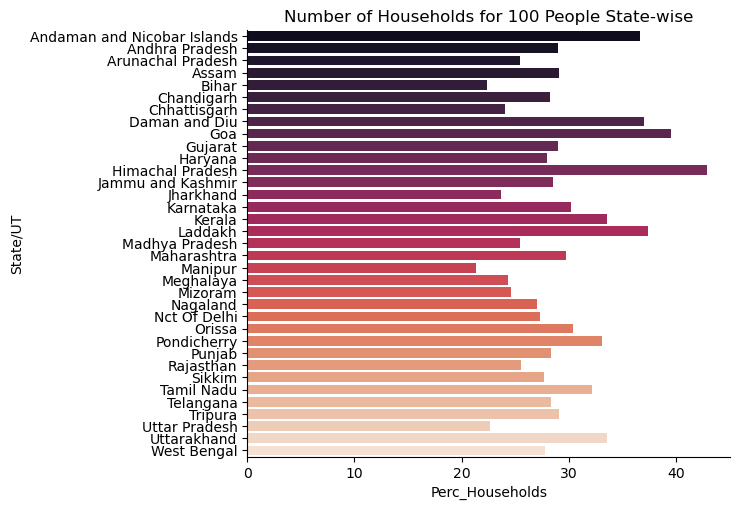 Number of Households for 100 People State-wise
Andaman and Nicobar Islands
Andhra Pradesh
Arunachal Pradesh
Assam
Bihar
Chandigarh
Chhattisgarh
Daman and Diu
Goa
Gujarat
Haryana
Himachal Pradesh
Jammu and Kashmir
Jharkhand
Karnataka
Kerala
Laddakh
Madhya Pradesh
Maharashtra
Manipur
Meghalaya
Mizoram
Nagaland
Nct Of Delhi
Orissa
Pondicherry
Punjab
Rajasthan
Sikkim
Tamil Nadu
Telangana
Tripura
Uttar Pradesh
Uttarakhand
West Bengal
State/UT
0 10 20 30 40
Perc_Households